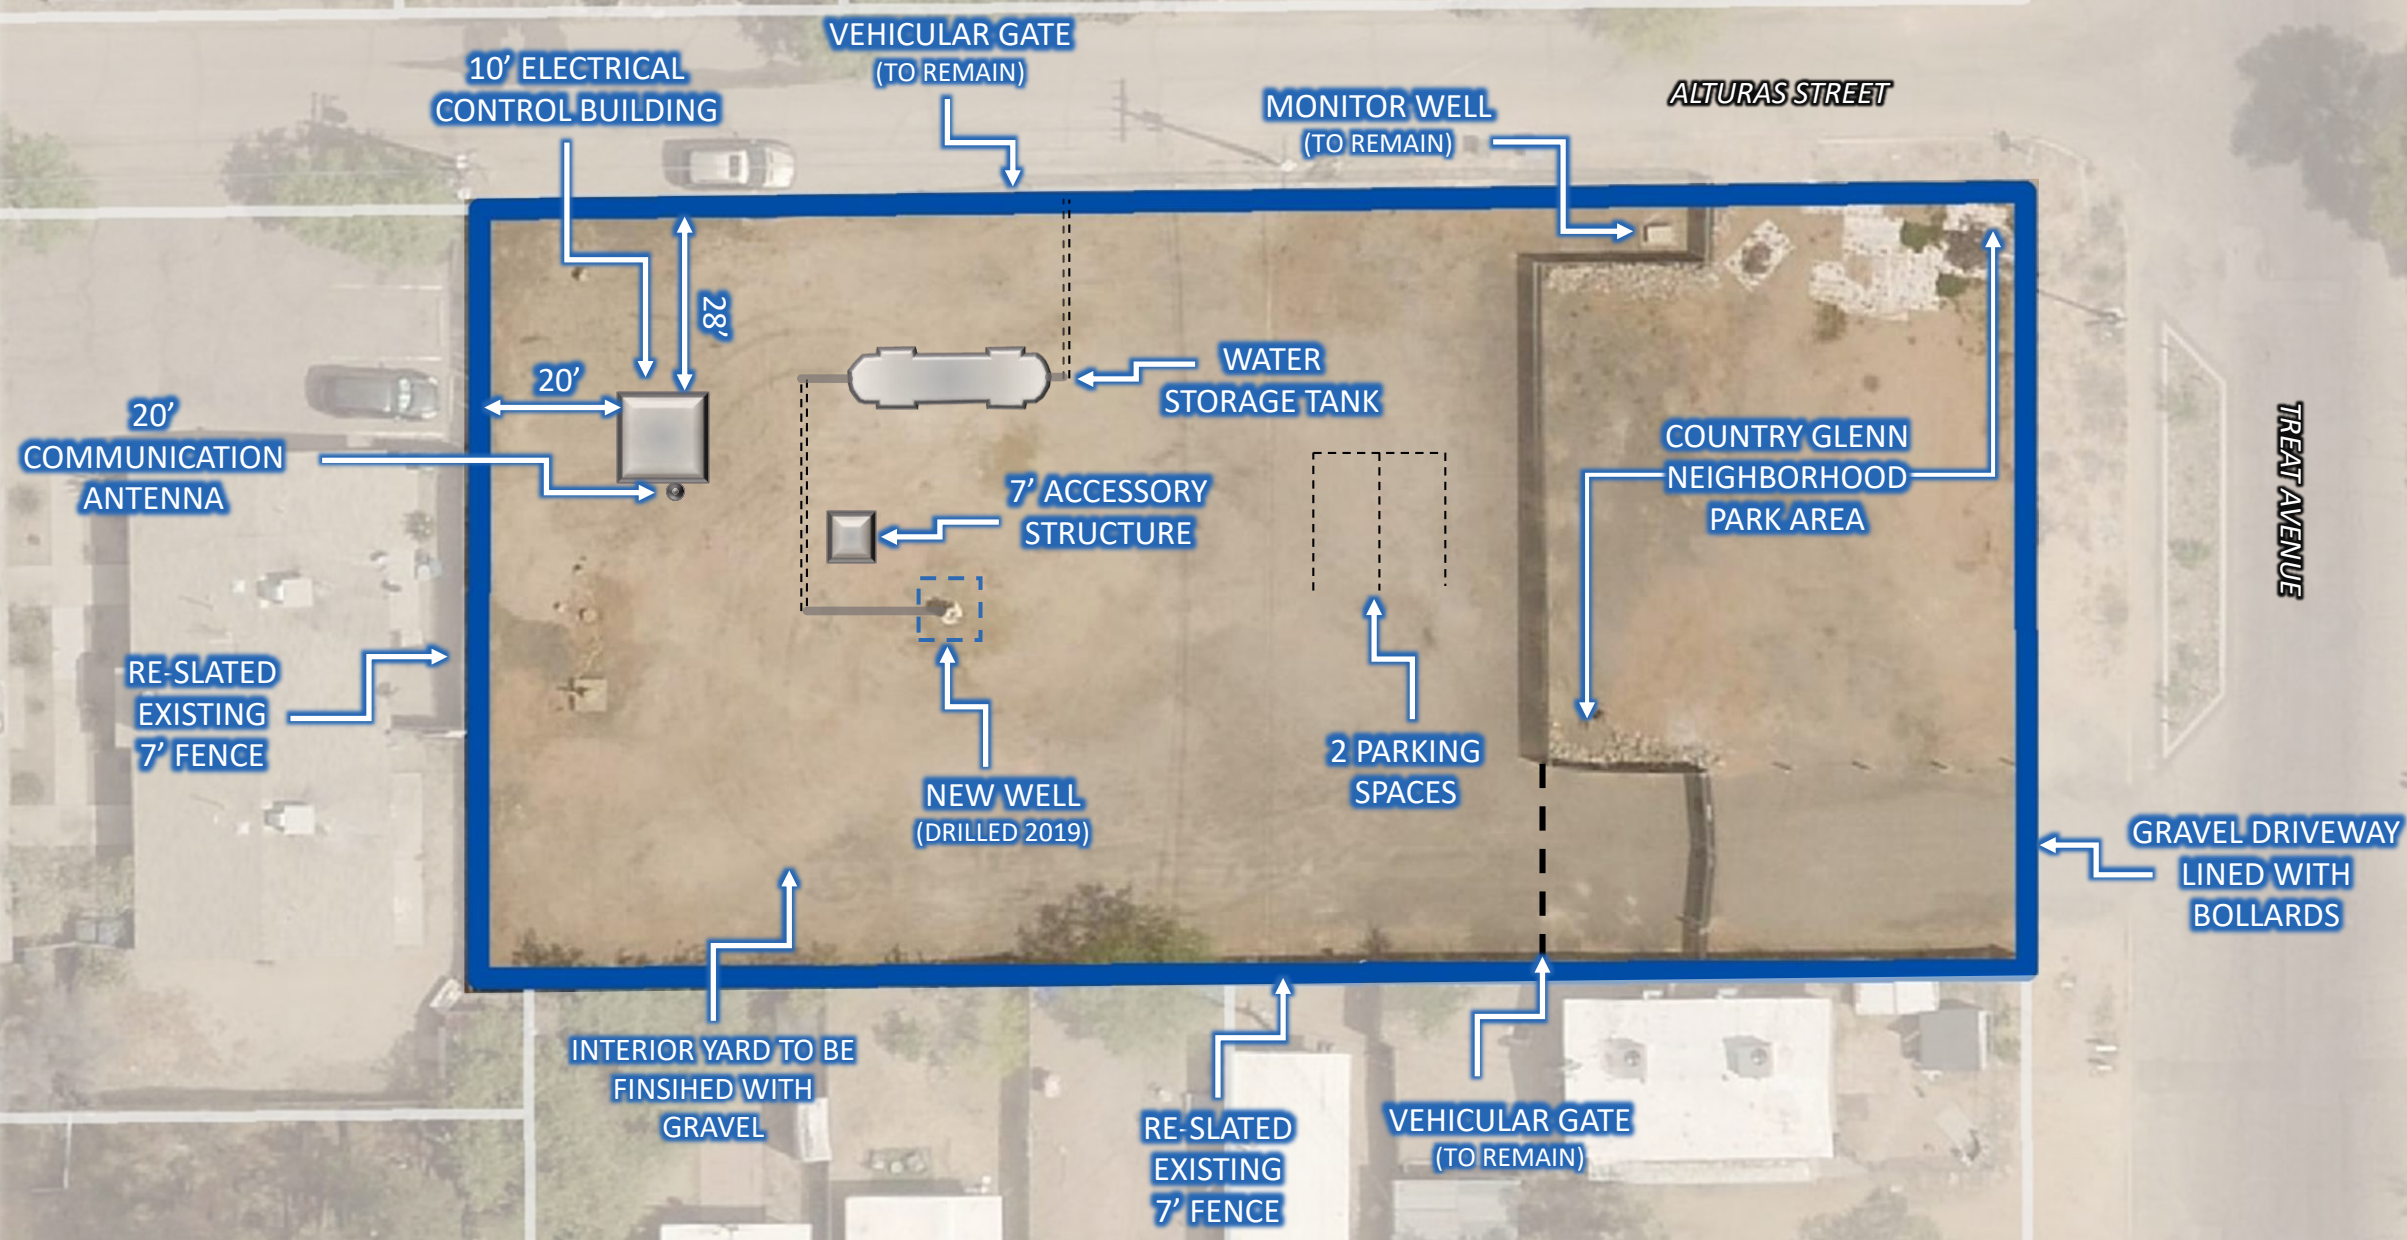 VEHICULAR GATE
(TO REMAIN)
10’ ELECTRICAL
CONTROL BUILDING
MONITOR WELL
(TO REMAIN)
ALTURAS STREET
28’
20’
WATER
STORAGE TANK
20’
COMMUNICATION
ANTENNA
COUNTRY GLENN
NEIGHBORHOOD
PARK AREA
TREAT AVENUE
7’ ACCESSORY
STRUCTURE
RE-SLATED
EXISTING
7’ FENCE
2 PARKING
SPACES
NEW WELL
(DRILLED 2019)
GRAVEL DRIVEWAY
LINED WITH
BOLLARDS
INTERIOR YARD TO BE
FINSIHED WITH
GRAVEL
RE-SLATED
EXISTING
7’ FENCE
VEHICULAR GATE
(TO REMAIN)